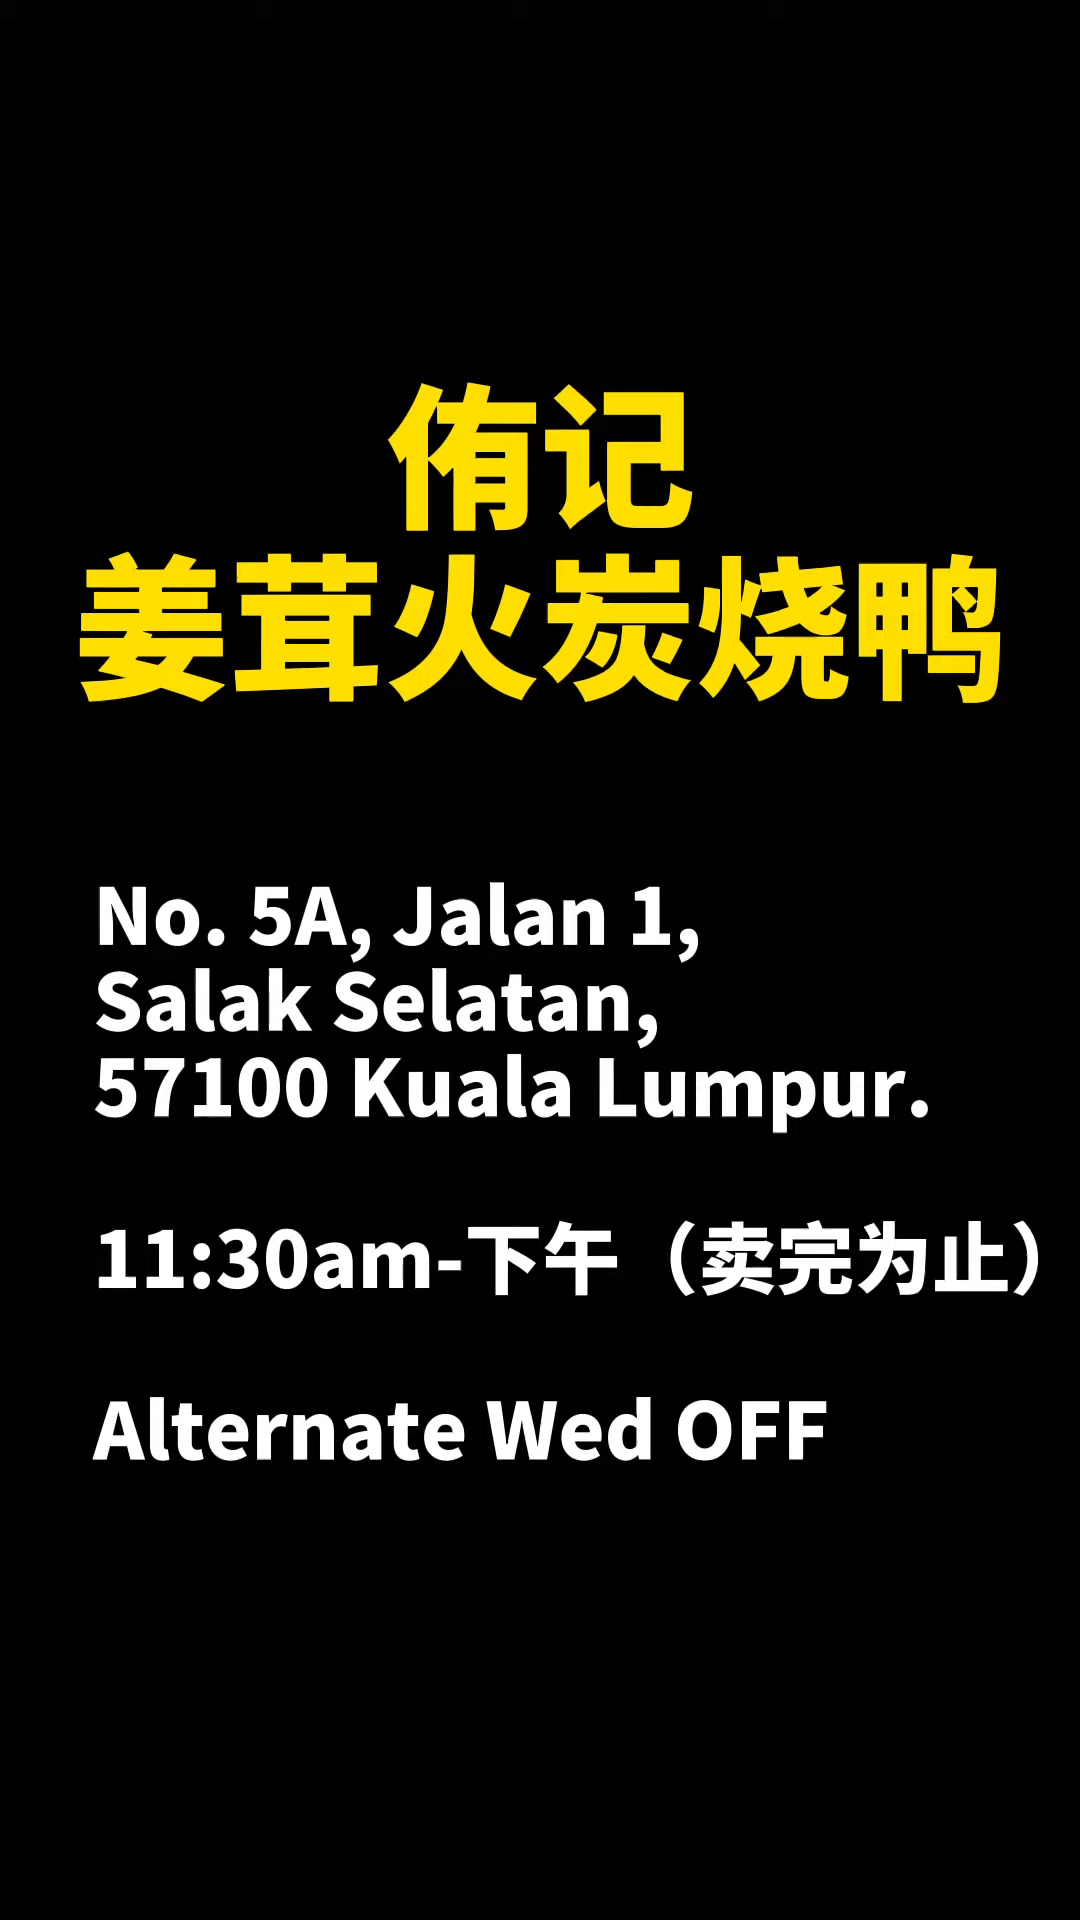 侑记
姜茸火炭烧鸭
No. 5A, Jalan 1,
Salak Selatan,
57100 Kuala Lumpur.
11:30am-下午（卖完为止）
Alternate Wed OFF